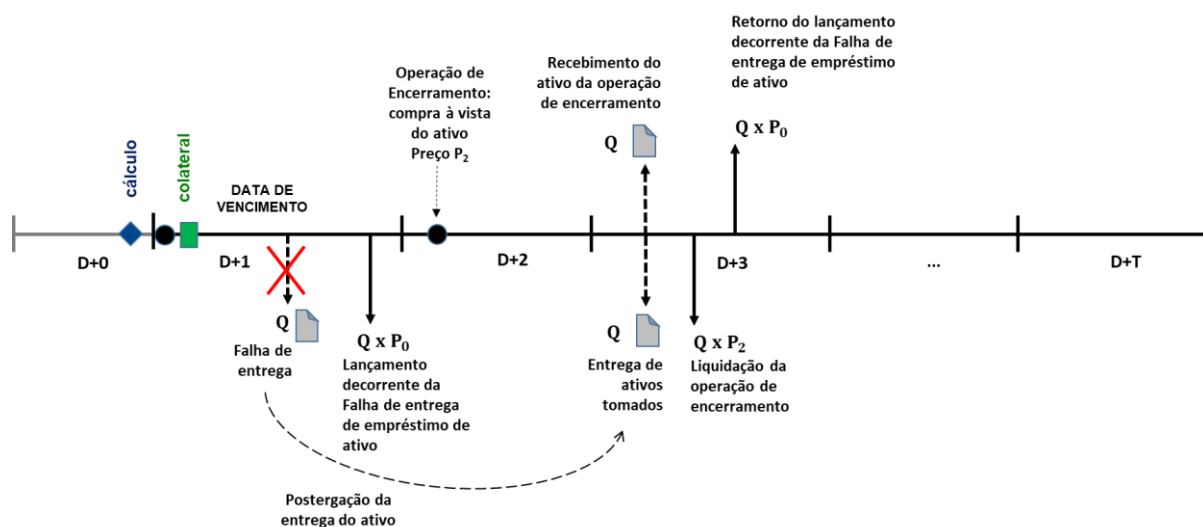 Retorno do lançamento
decorrente da Falha de
entrega de empréstimo
de ativo
Q x P₀
Recebimento do
ativo da operação
de encerramento
Q
Operação de
Encerramento:
compra à vista
do ativo
Preço P₂
cálculo
colateral
DATA DE
VENCIMENTO
D+0
D+1
D+2
D+3
...
D+T
Q
Falha de
entrega
Q x P₀
Lançamento
decorrente da
Falha de entrega
de empréstimo de
ativo
Q
Entrega de
ativos
tomados
Q x P₂
Liquidação da
operação de
encerramento
Postergação da
entrega do ativo